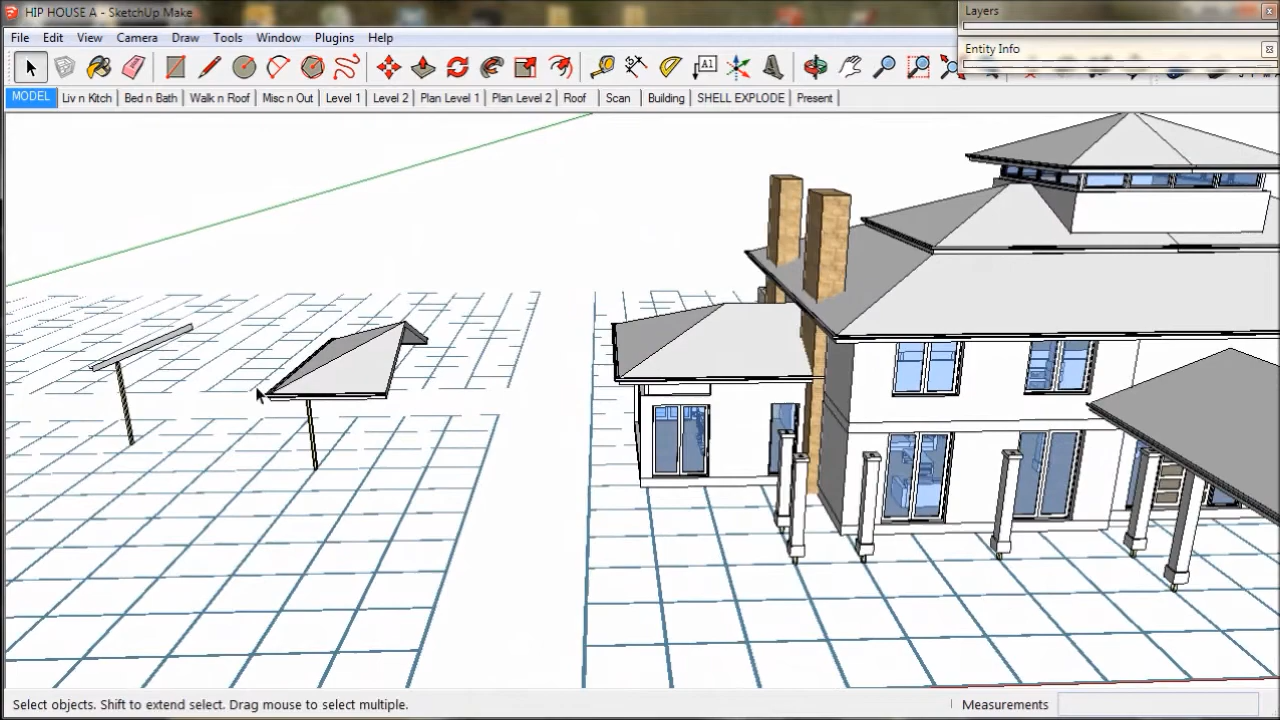 HIP HOUSE A - SketchUp Make
Layers
File Edit View Camera Draw Tools Window Plugins Help
Entity Info
A1
MODEL Liv n Kitch Bed n Bath Walk n Roof Misc n Out Level 1 Level 2 Plan Level 1 Plan Level 2 Roof Scan Building SHELL EXPLODE Present
Select objects. Shift to extend select. Drag mouse to select multiple.
Measurements